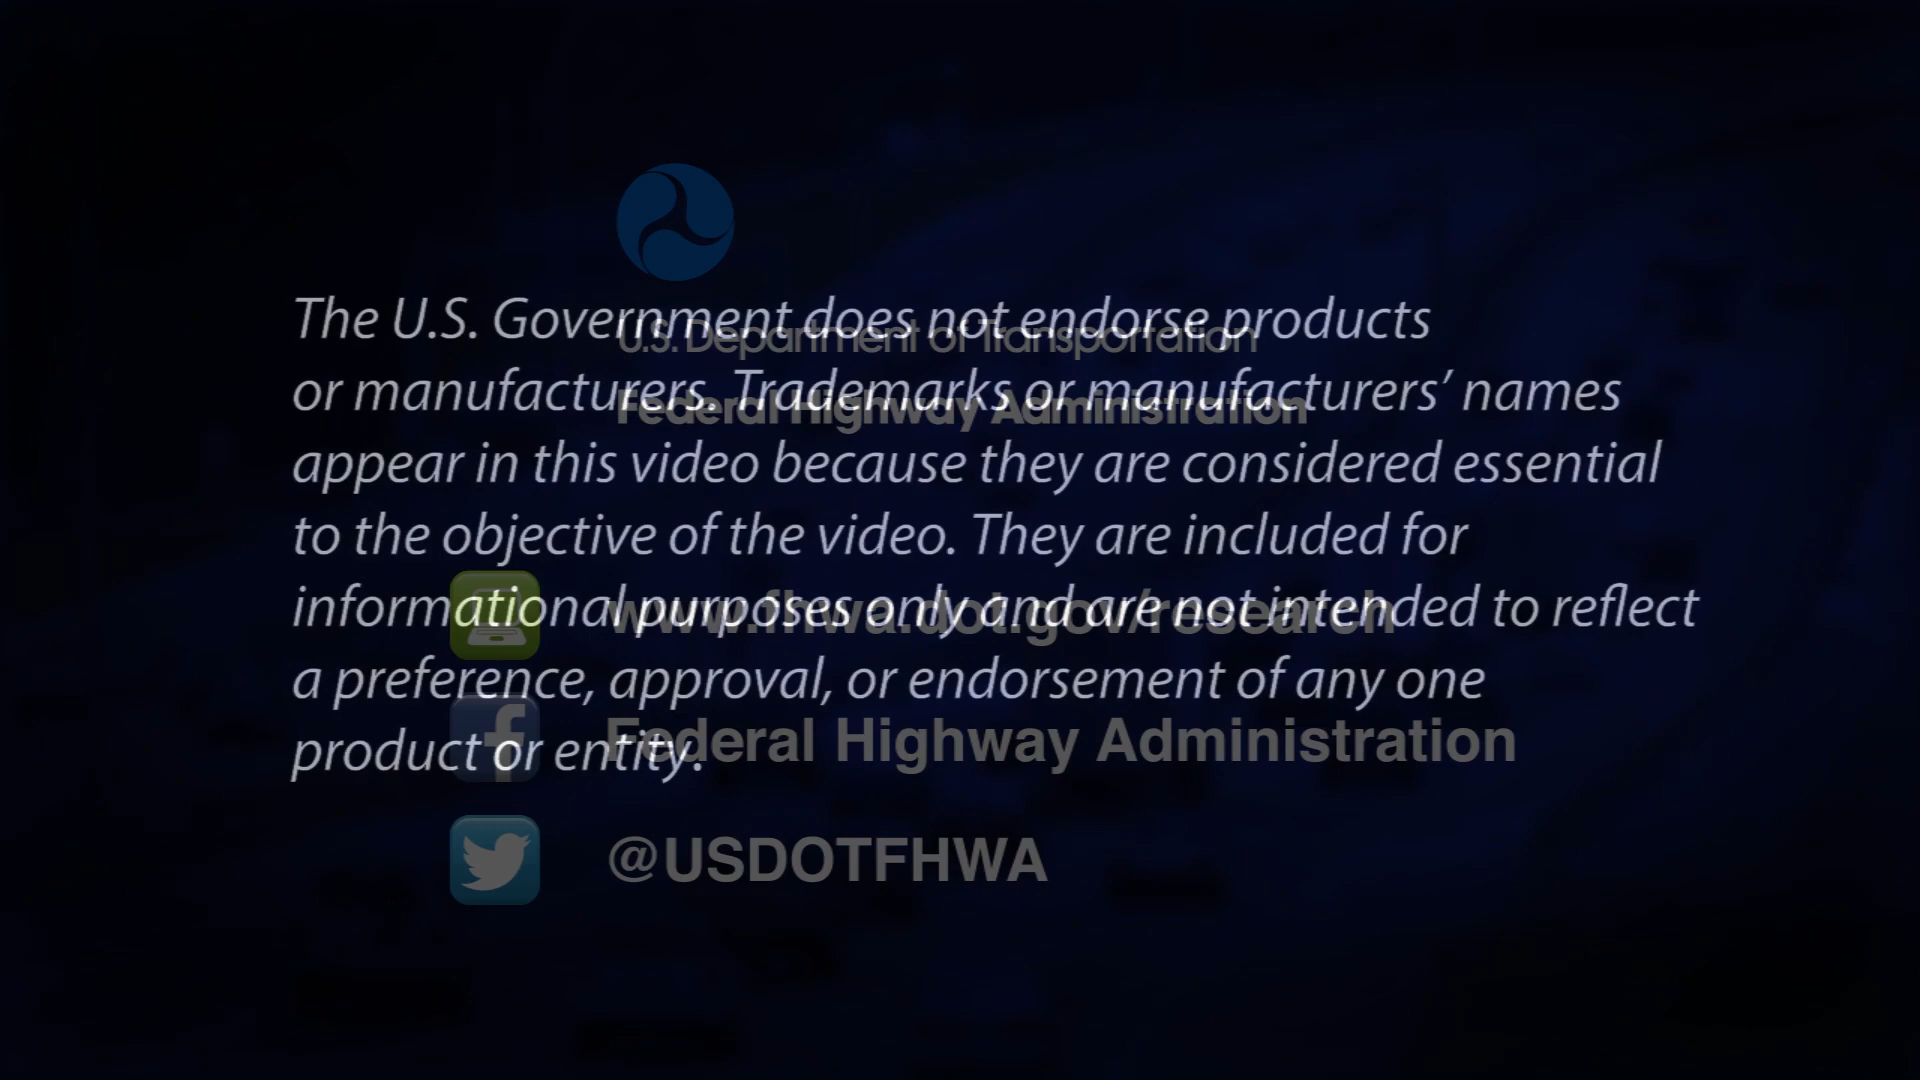 The U.S. Government does not endorse products
U.S. Department of Transportation
or manufacturers. Trademarks or manufacturers’ names
Federal Highway Administration
appear in this video because they are considered essential
to the objective of the video. They are included for
informational purposes only and are not intended to reflect
www.fhwa.dot.gov/research
a preference, approval, or endorsement of any one
product or entity.
Federal Highway Administration
@USDOTFHWA